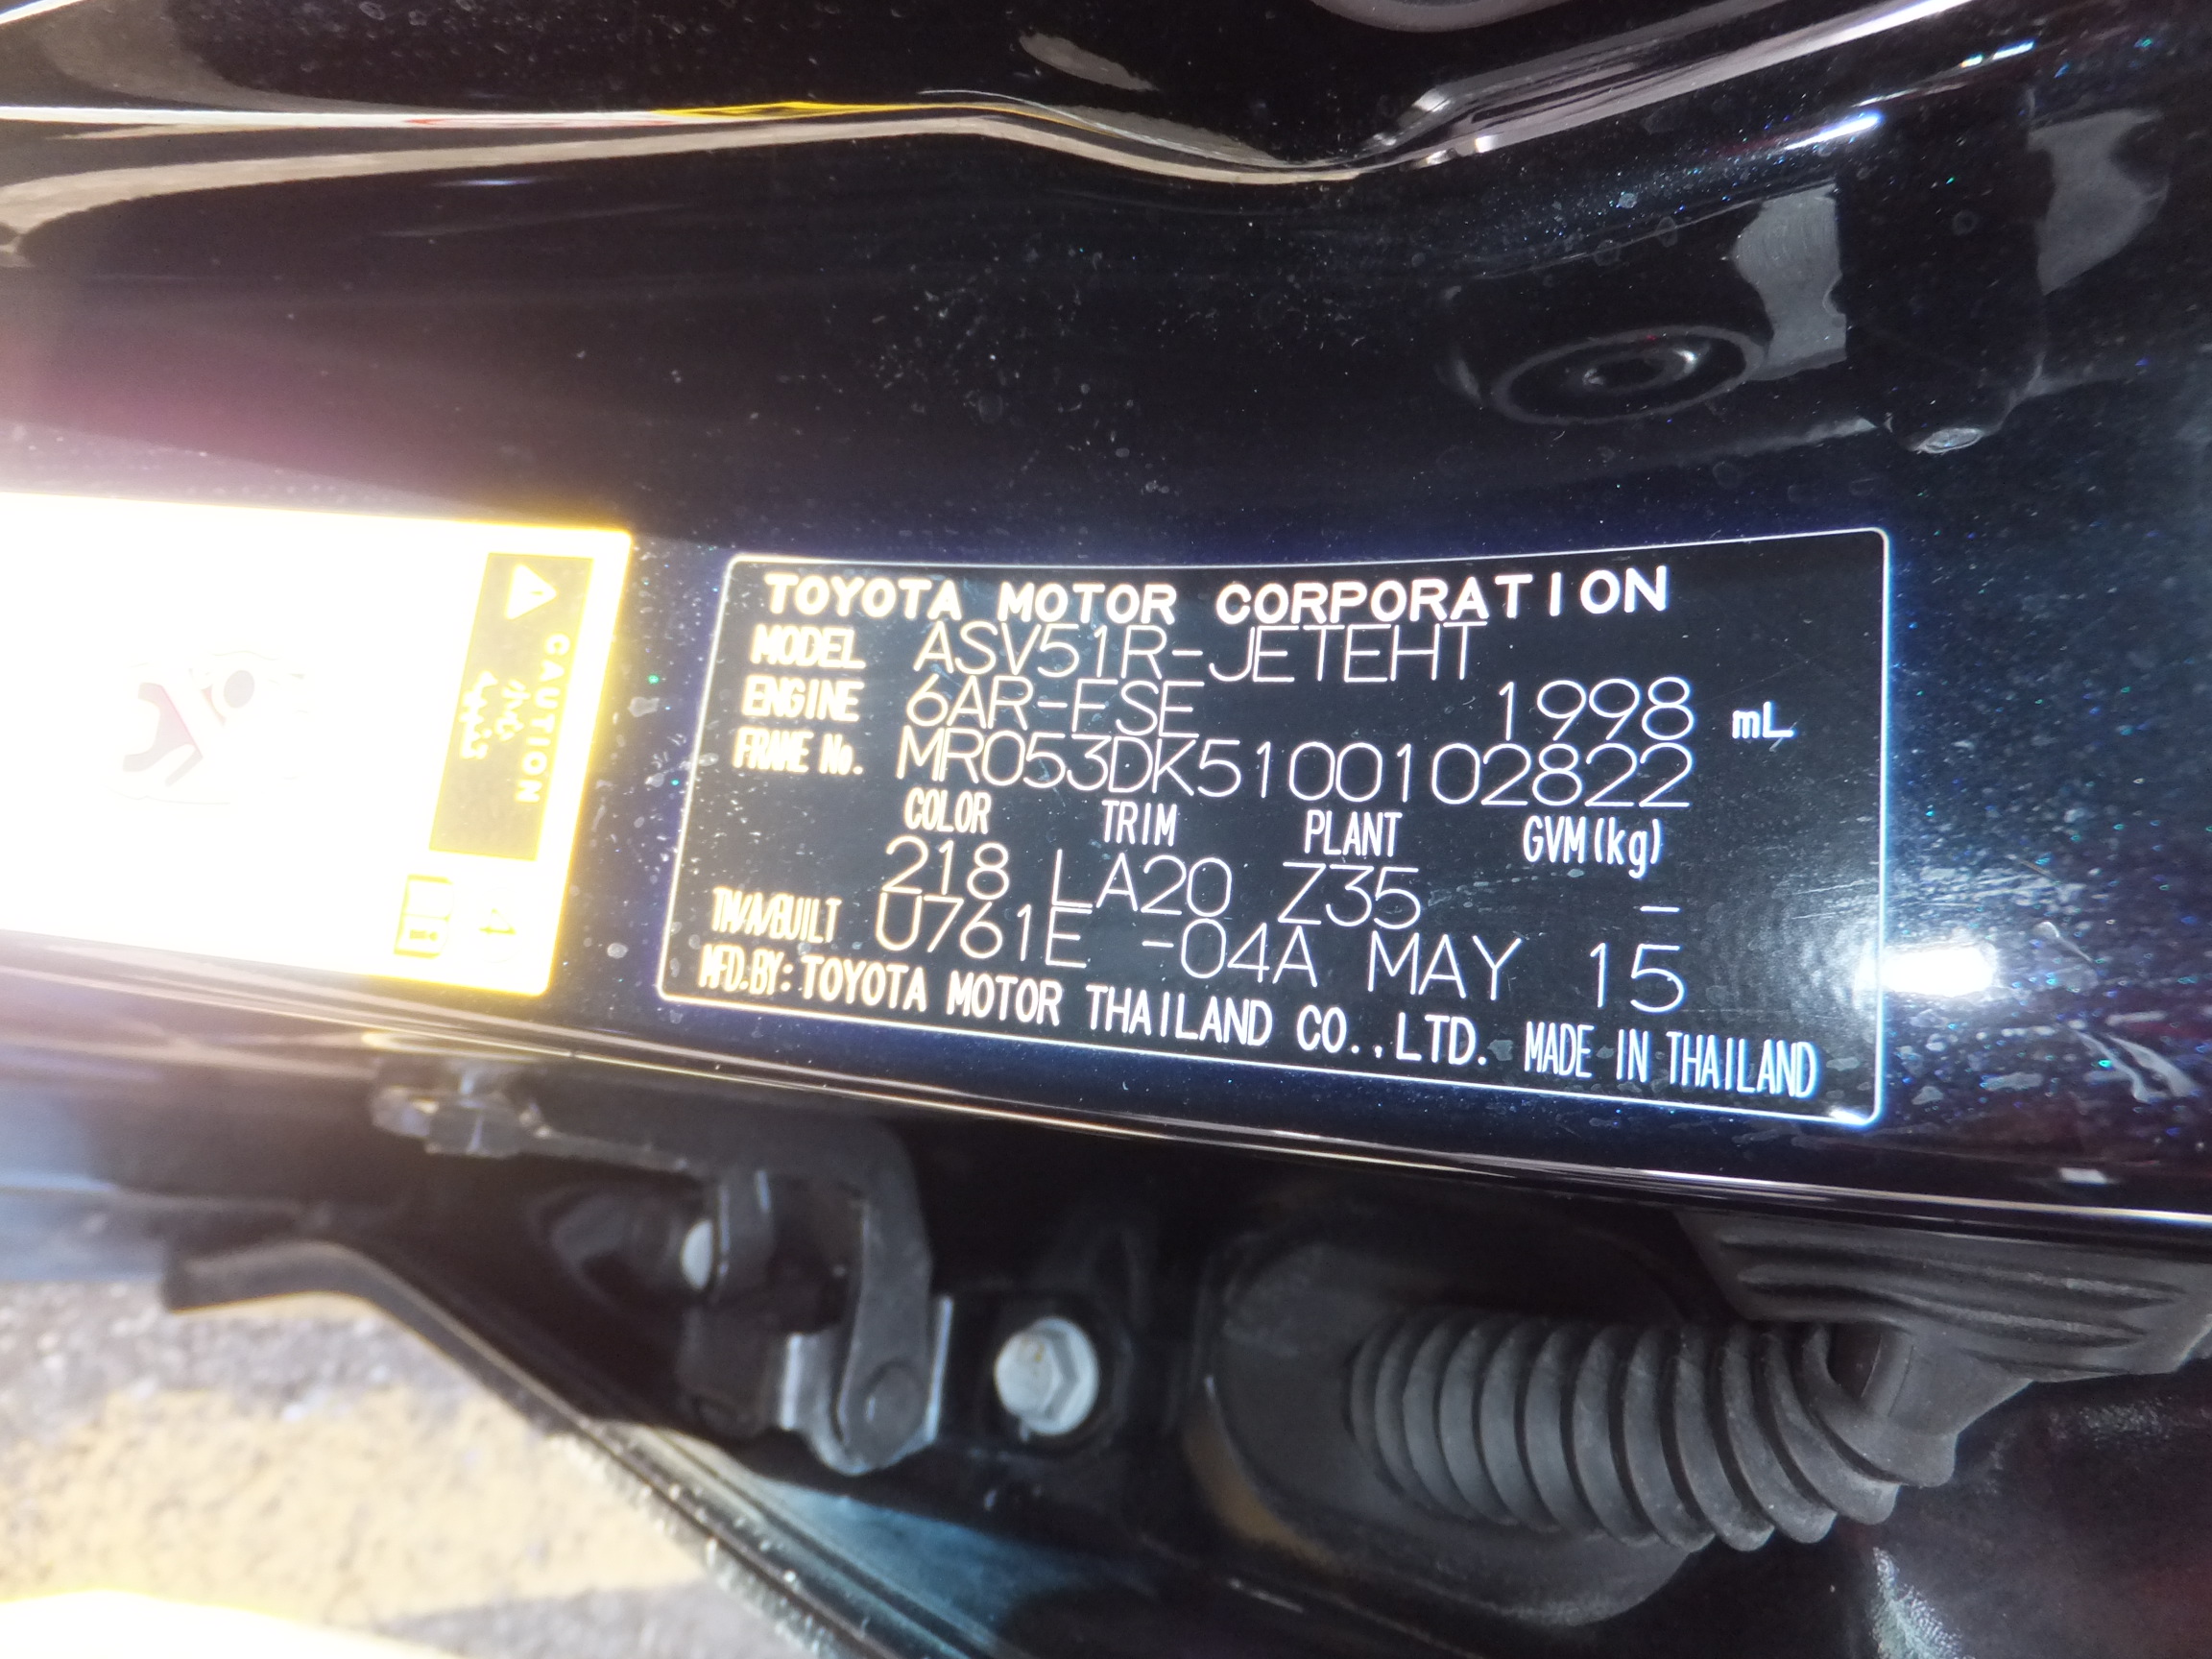 TOYOTA MOTOR CORPORATION
MODEL ASV51R-JETEHT
ENGINE 6AR-FSE 1998 mL
FRAME No. MR053DK5100102822
COLOR TRIM PLANT GVM(kg)
218 LA20 Z35 –
TM/A/BUILT U761E -04A MAY 15
MFD.BY: TOYOTA MOTOR THAILAND CO.,LTD. MADE IN THAILAND
CAUTION